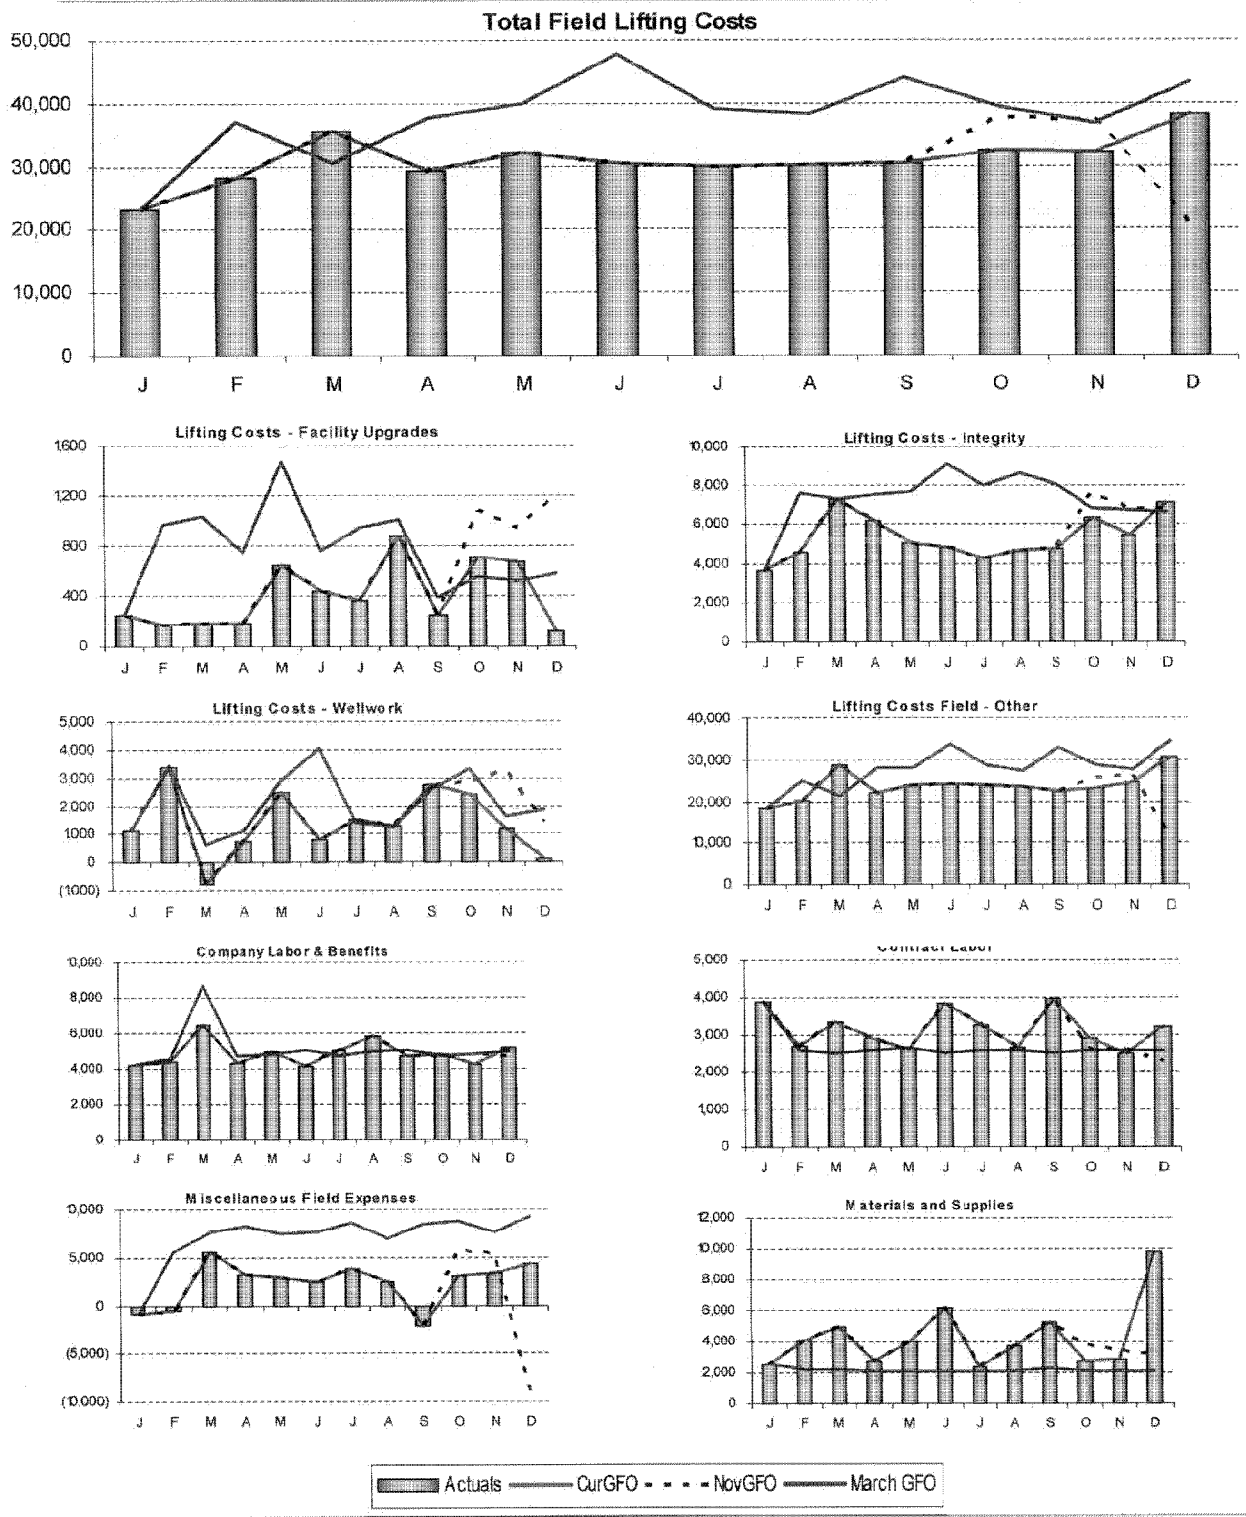 Total Field Lifting Costs
50,000
40,000
30,000
20,000
10,000
0
J F M A M J J A S O N D
Lifting Costs - Facility Upgrades
1,600
1,200
800
400
0
J F M A M J J A S O N D
Lifting Costs - Integrity
10,000
8,000
6,000
4,000
2,000
0
J F M A M J J A S O N D
Lifting Costs - Wellwork
5,000
4,000
3,000
2,000
1000
0
(1000)
J F M A M J J A S O N D
Lifting Costs Field - Other
40,000
30,000
20,000
10,000
0
J F M A M J J A S O N D
Company Labor & Benefits
10,000
8,000
6,000
4,000
2,000
0
J F M A M J J A S O N D
Contract Labor
5,000
4,000
3,000
2,000
1,000
0
J F M A M J J A S O N D
Miscellaneous Field Expenses
10,000
5,000
0
(5,000)
(10,000)
J F M A M J J A S O N D
Materials and Supplies
12,000
10,000
8,000
6,000
4,000
2,000
0
J F M A M J J A S O N D
Actuals CurGFO NovGFO March GFO